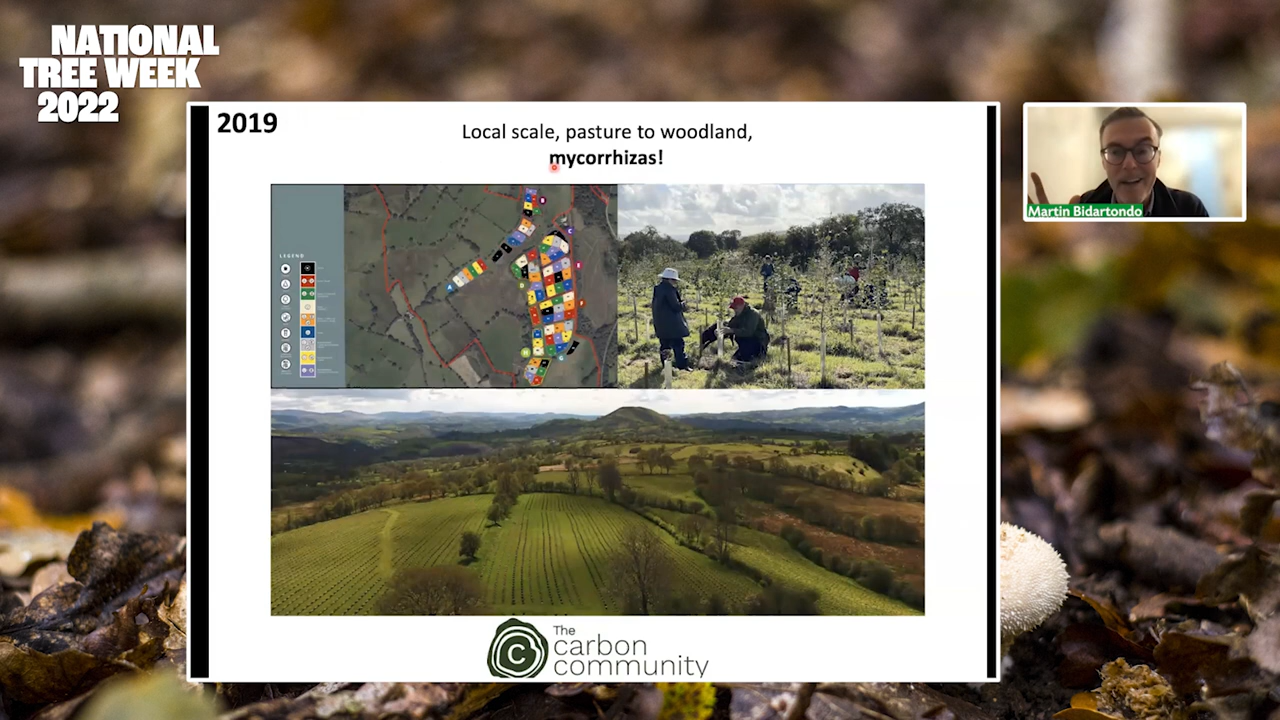 NATIONAL
TREE WEEK
2022
2019
Local scale, pasture to woodland,
mycorrhizas!
LEGEND
Martin Bidartondo
C
The
carbon
community